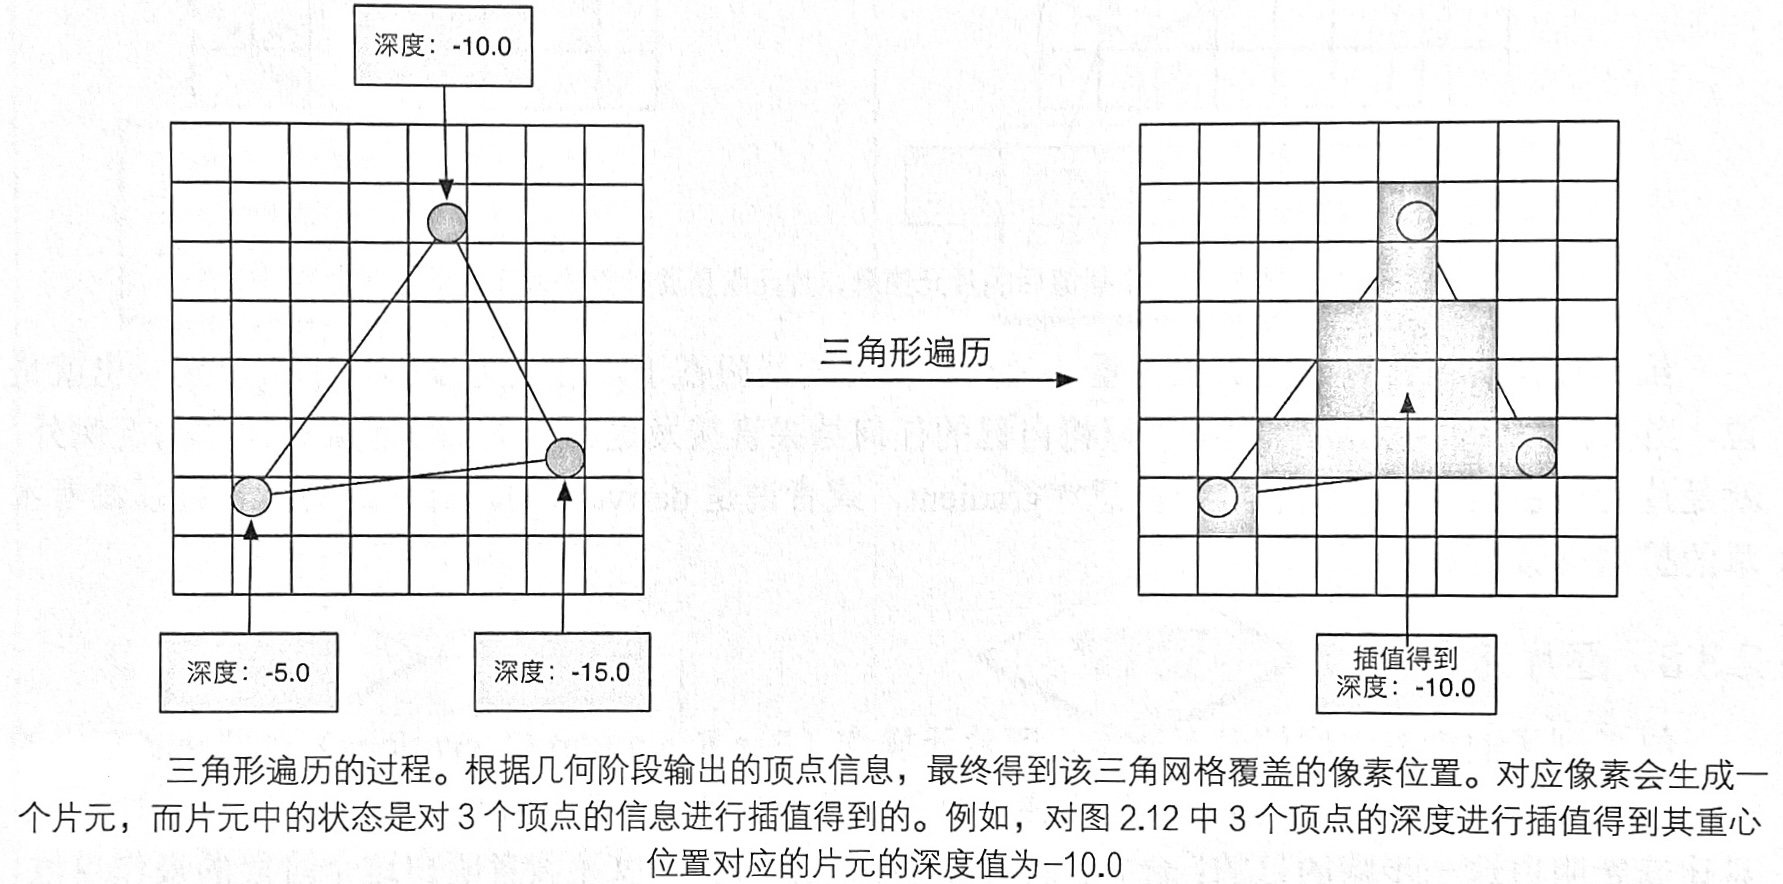 深度：-10.0
三角形遍历
深度：-5.0
深度：-15.0
插值得到
深度：-10.0
三角形遍历的过程。根据几何阶段输出的顶点信息，最终得到该三角网格覆盖的像素位置。对应像素会生成一
个片元，而片元中的状态是对 3 个顶点的信息进行插值得到的。例如，对图 2.12 中 3 个顶点的深度进行插值得到其重心
位置对应的片元的深度值为-10.0